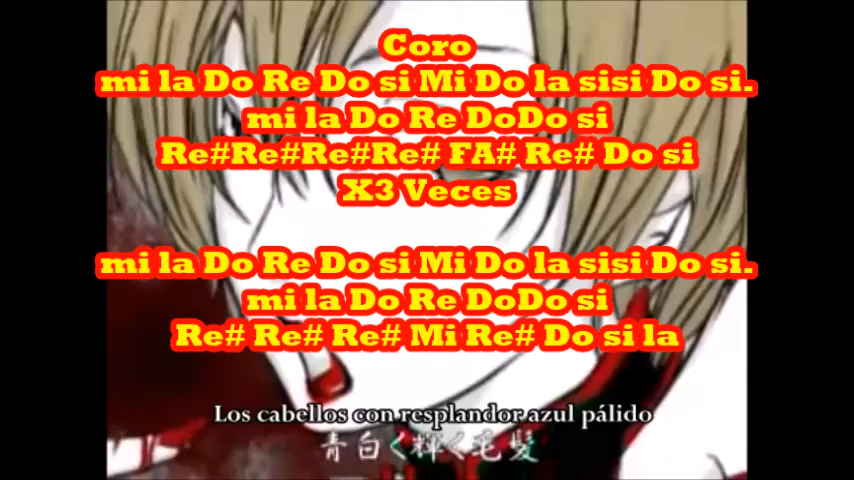 Coro
mi la Do Re Do si Mi Do la sisi Do si.
mi la Do Re DoDo si
Re#Re#Re#Re# FA# Re# Do si
X3 Veces
mi la Do Re Do si Mi Do la sisi Do si.
mi la Do Re DoDo si
Re# Re# Re# Mi Re# Do si la
Los cabellos con resplandor azul pálido
青白く輝く毛髪